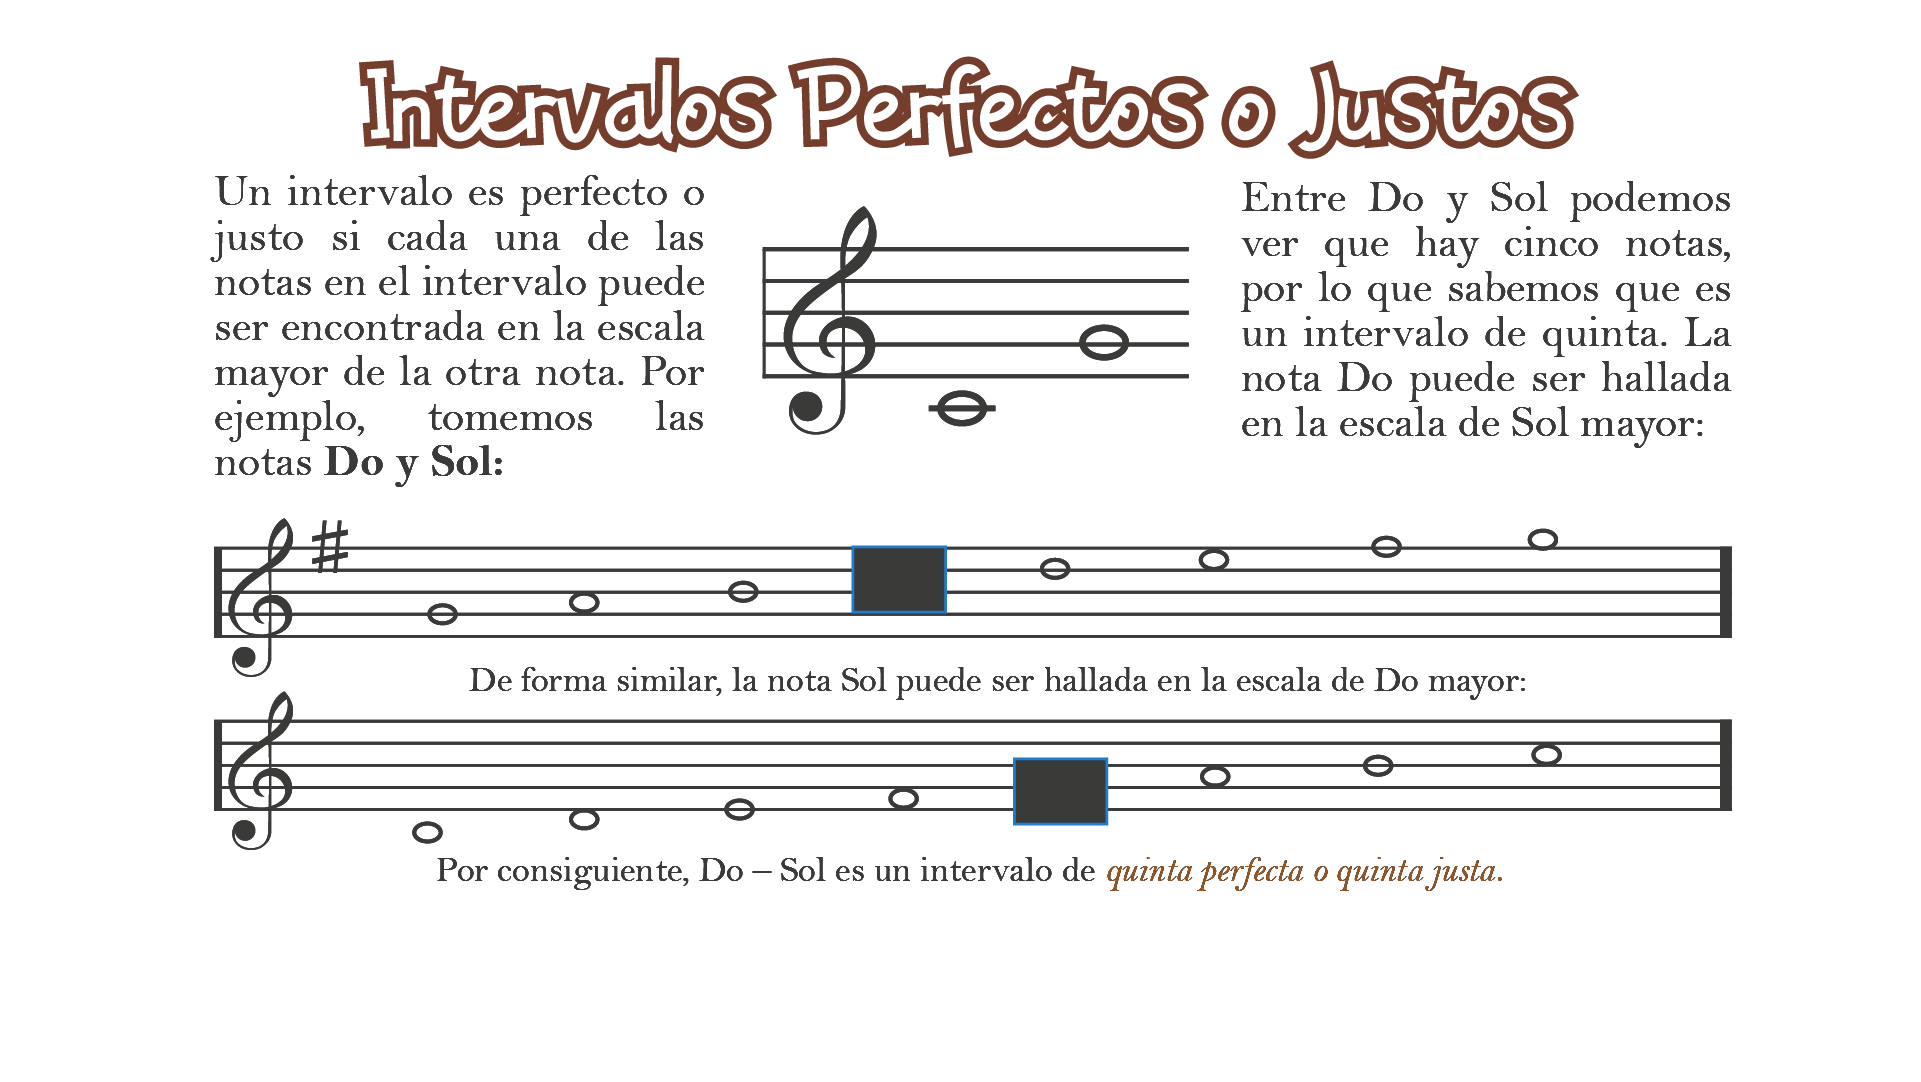 Intervalos Perfectos o Justos
Un intervalo es perfecto o
justo si cada una de las
notas en el intervalo puede
ser encontrada en la escala
mayor de la otra nota. Por
ejemplo, tomemos las
notas Do y Sol:
Entre Do y Sol podemos
ver que hay cinco notas,
por lo que sabemos que es
un intervalo de quinta. La
nota Do puede ser hallada
en la escala de Sol mayor:
De forma similar, la nota Sol puede ser hallada en la escala de Do mayor:
Por consiguiente, Do – Sol es un intervalo de quinta perfecta o quinta justa.